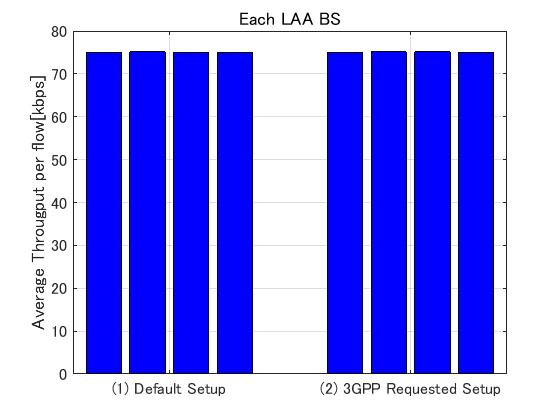 Each LAA BS
Average Througput per flow[kbps]
80
70
60
50
40
30
20
10
0
(1) Default Setup
(2) 3GPP Requested Setup